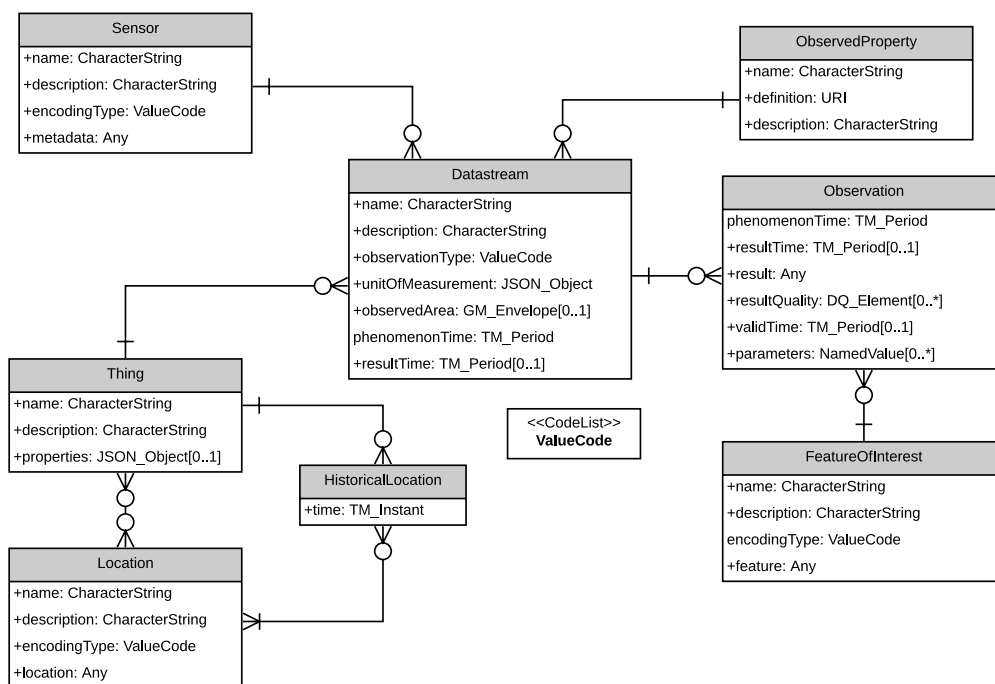 Sensor
+name: CharacterString
+description: CharacterString
+encodingType: ValueCode
+metadata: Any
ObservedProperty
+name: CharacterString
+definition: URI
+description: CharacterString
Datastream
+name: CharacterString
+description: CharacterString
+observationType: ValueCode
+unitOfMeasurement: JSON_Object
+observedArea: GM_Envelope[0..1]
phenomenonTime: TM_Period
+resultTime: TM_Period[0..1]
Observation
phenomenonTime: TM_Period
+resultTime: TM_Period[0..1]
+result: Any
+resultQuality: DQ_Element[0..*]
+validTime: TM_Period[0..1]
+parameters: NamedValue[0..*]
Thing
+name: CharacterString
+description: CharacterString
+properties: JSON_Object[0..1]
<<CodeList>>
ValueCode
HistoricalLocation
+time: TM_Instant
FeatureOfInterest
+name: CharacterString
+description: CharacterString
encodingType: ValueCode
+feature: Any
Location
+name: CharacterString
+description: CharacterString
+encodingType: ValueCode
+location: Any